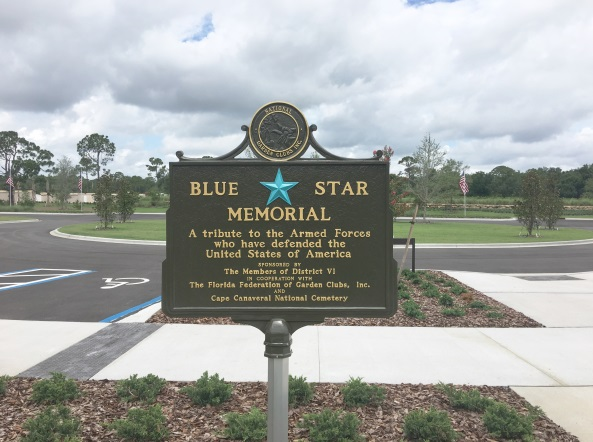 NATIONAL
GARDEN CLUBS INC.
BLUE STAR
MEMORIAL
A tribute to the Armed Forces
who have defended the
United States of America
SPONSORED BY
The Members of District VI
IN COOPERATION WITH
The Florida Federation of Garden Clubs, Inc.
AND
Cape Canaveral National Cemetery